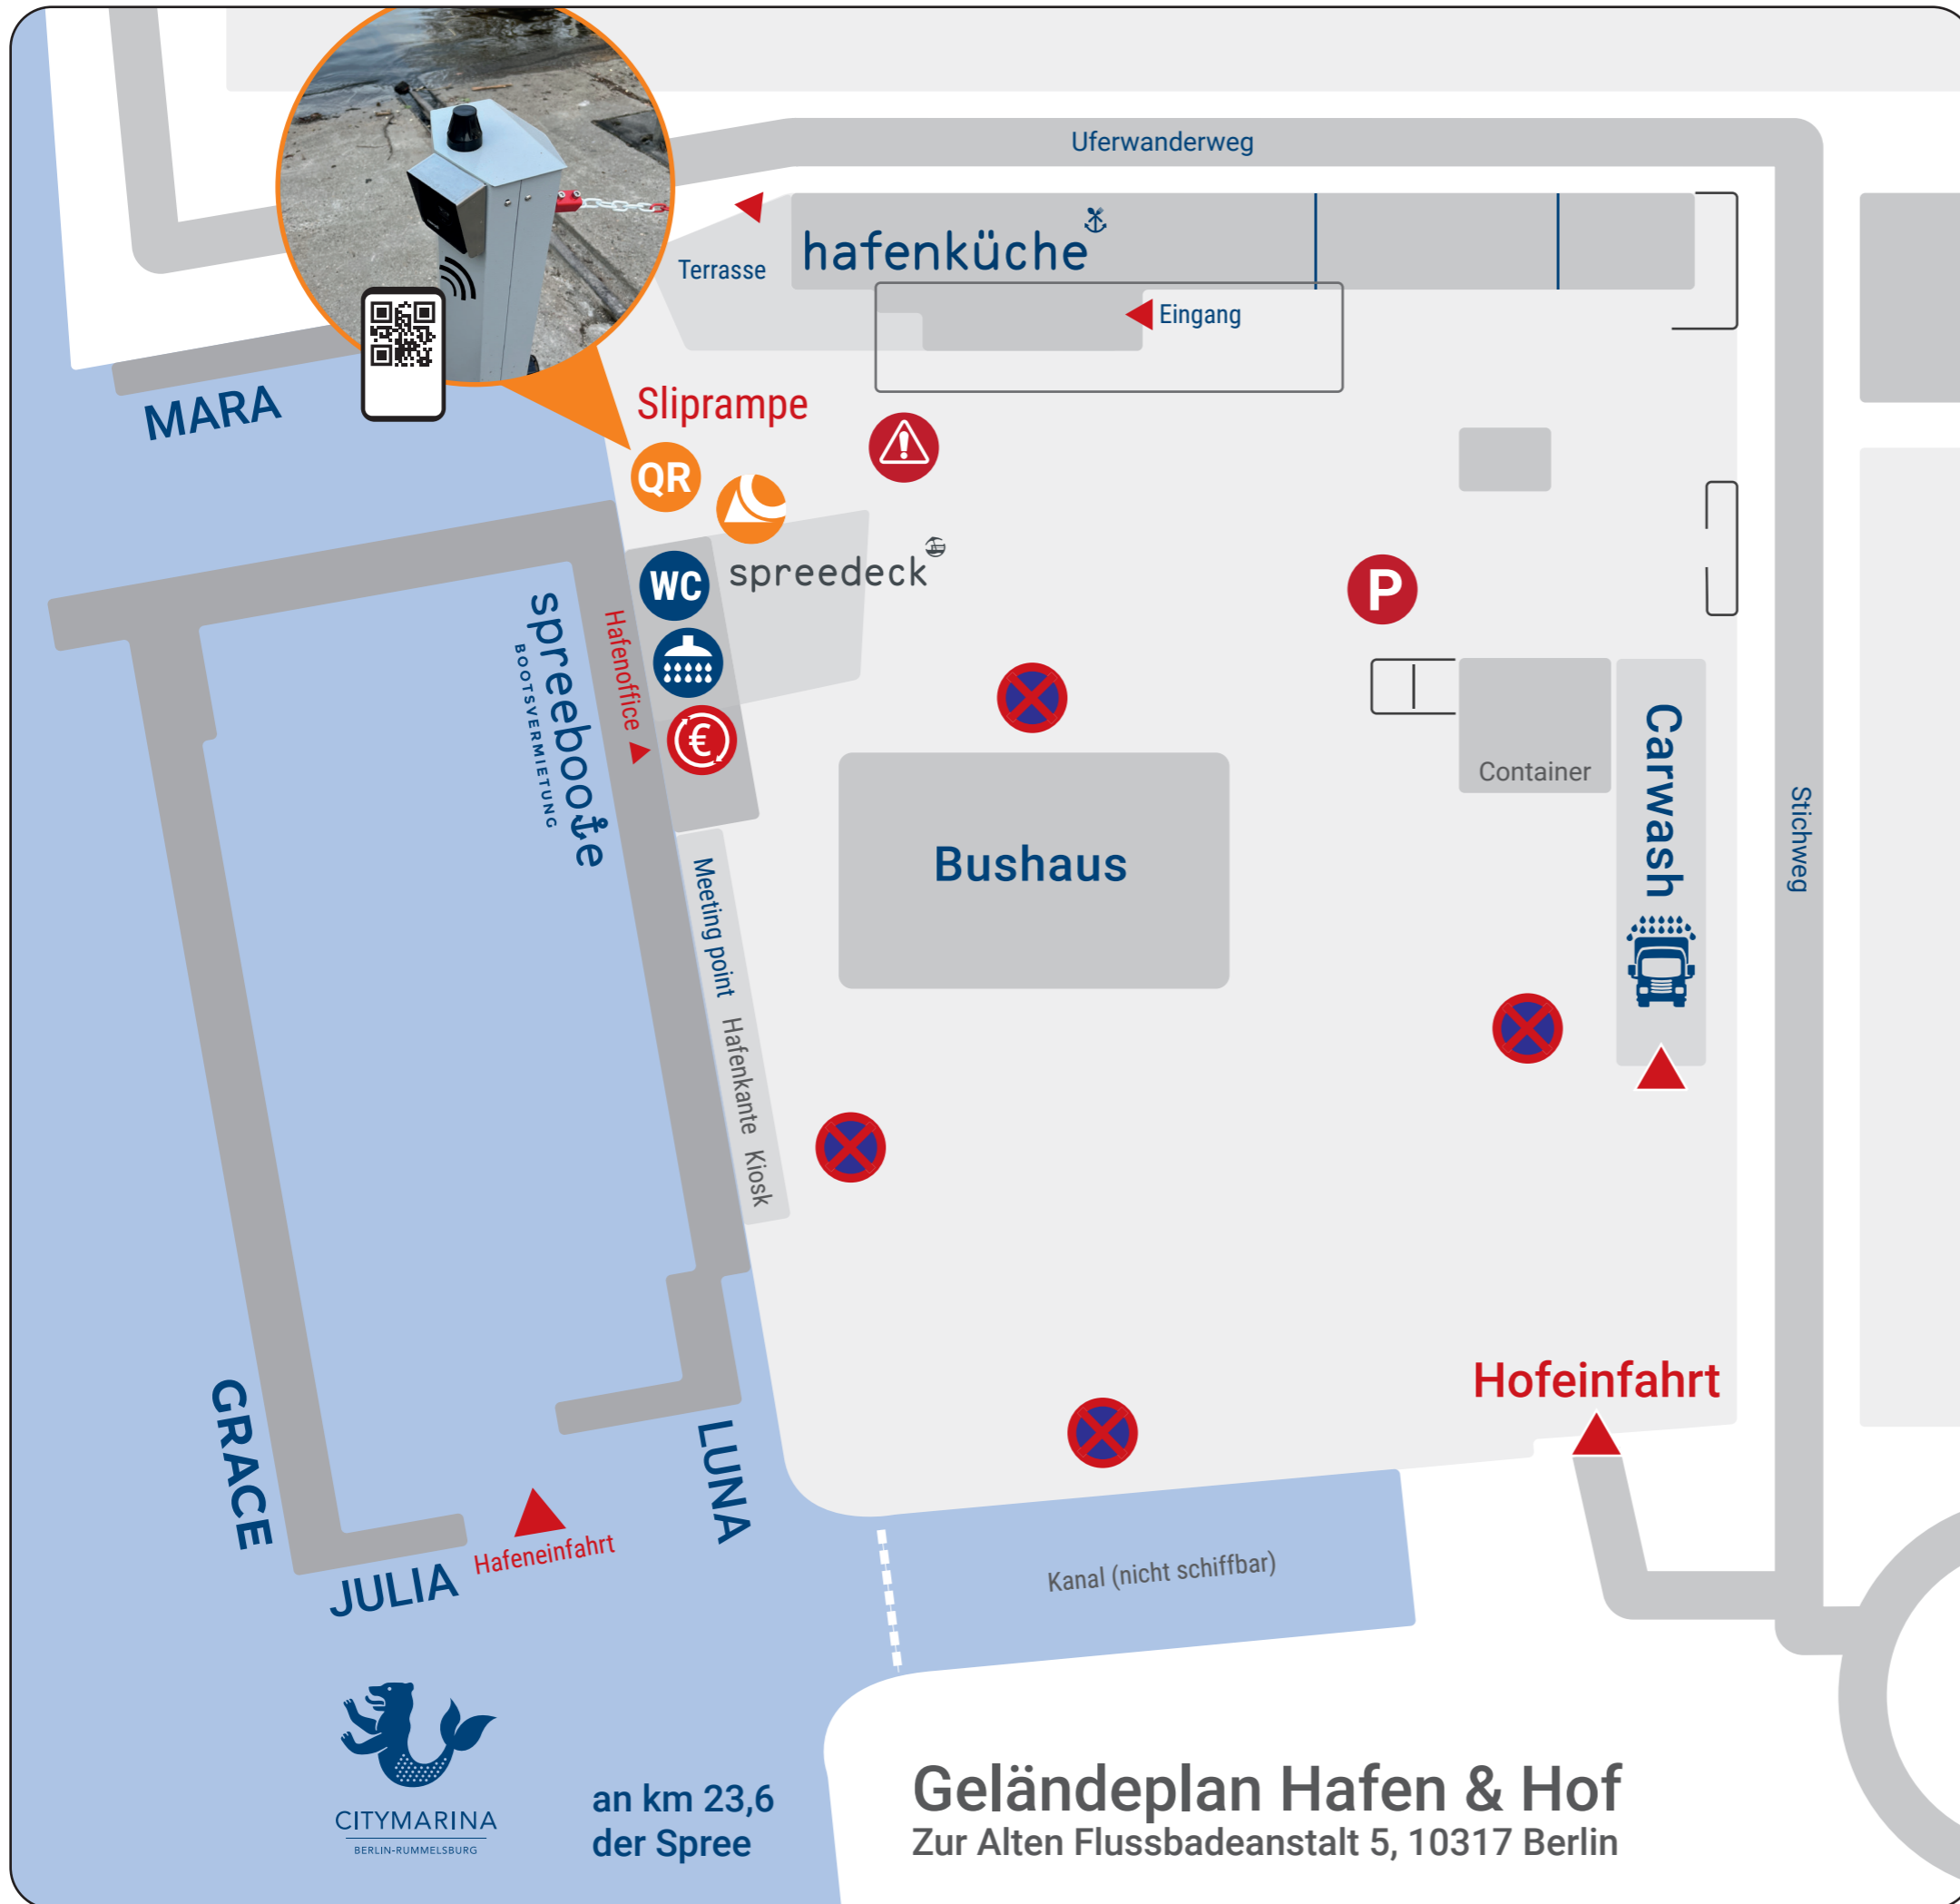 Uferwanderweg
hafenküche
Terrasse
Eingang
MARA
Sliprampe
QR
WC
spreedeck
P
spreeboote
BOOTSVERMIETUNG
Hafenoffice
€
Container
Carwash
Stichweg
Bushaus
Meeting point
Hafenkante
Kiosk
Hofeinfahrt
GRACE
LUNA
Hafeneinfahrt
JULIA
Kanal (nicht schiffbar)
CITYMARINA
BERLIN-RUMMELSBURG
an km 23,6
der Spree
Geländeplan Hafen & Hof
Zur Alten Flussbadeanstalt 5, 10317 Berlin